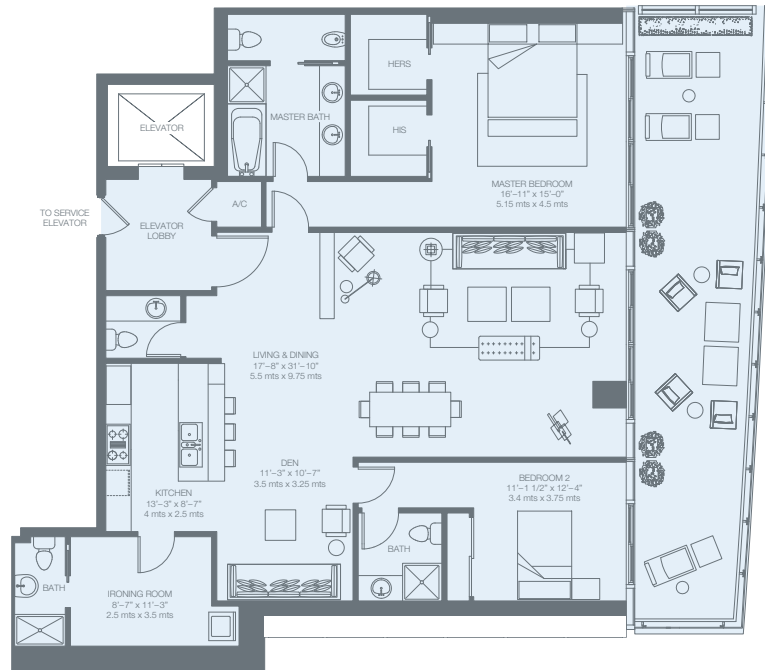 HERS
ELEVATOR
MASTER BATH
HIS
MASTER BEDROOM
16'-11" x 15'-0"
5.15 mts x 4.5 mts
A/C
TO SERVICE
ELEVATOR
ELEVATOR
LOBBY
LIVING & DINING
17'-8" x 31'-10"
5.5 mts x 9.75 mts
DEN
11'-3" x 10'-7"
3.5 mts x 3.25 mts
BEDROOM 2
11'-1 1/2" x 12'-4"
3.4 mts x 3.75 mts
KITCHEN
13'-3" x 8'-7"
4 mts x 2.5 mts
BATH
BATH
IRONING ROOM
8'-7" x 11'-3"
2.5 mts x 3.5 mts